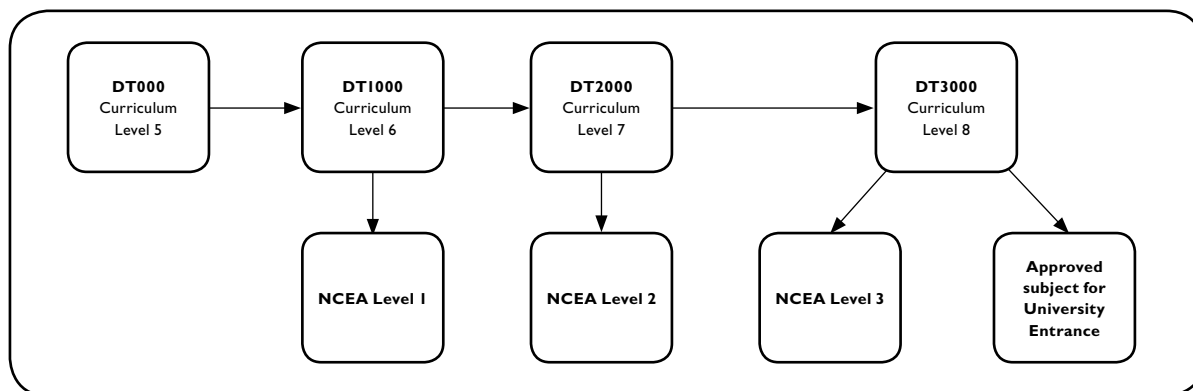 DT000
Curriculum
Level 5
DT1000
Curriculum
Level 6
DT2000
Curriculum
Level 7
DT3000
Curriculum
Level 8
NCEA Level 1
NCEA Level 2
NCEA Level 3
Approved
subject for
University
Entrance